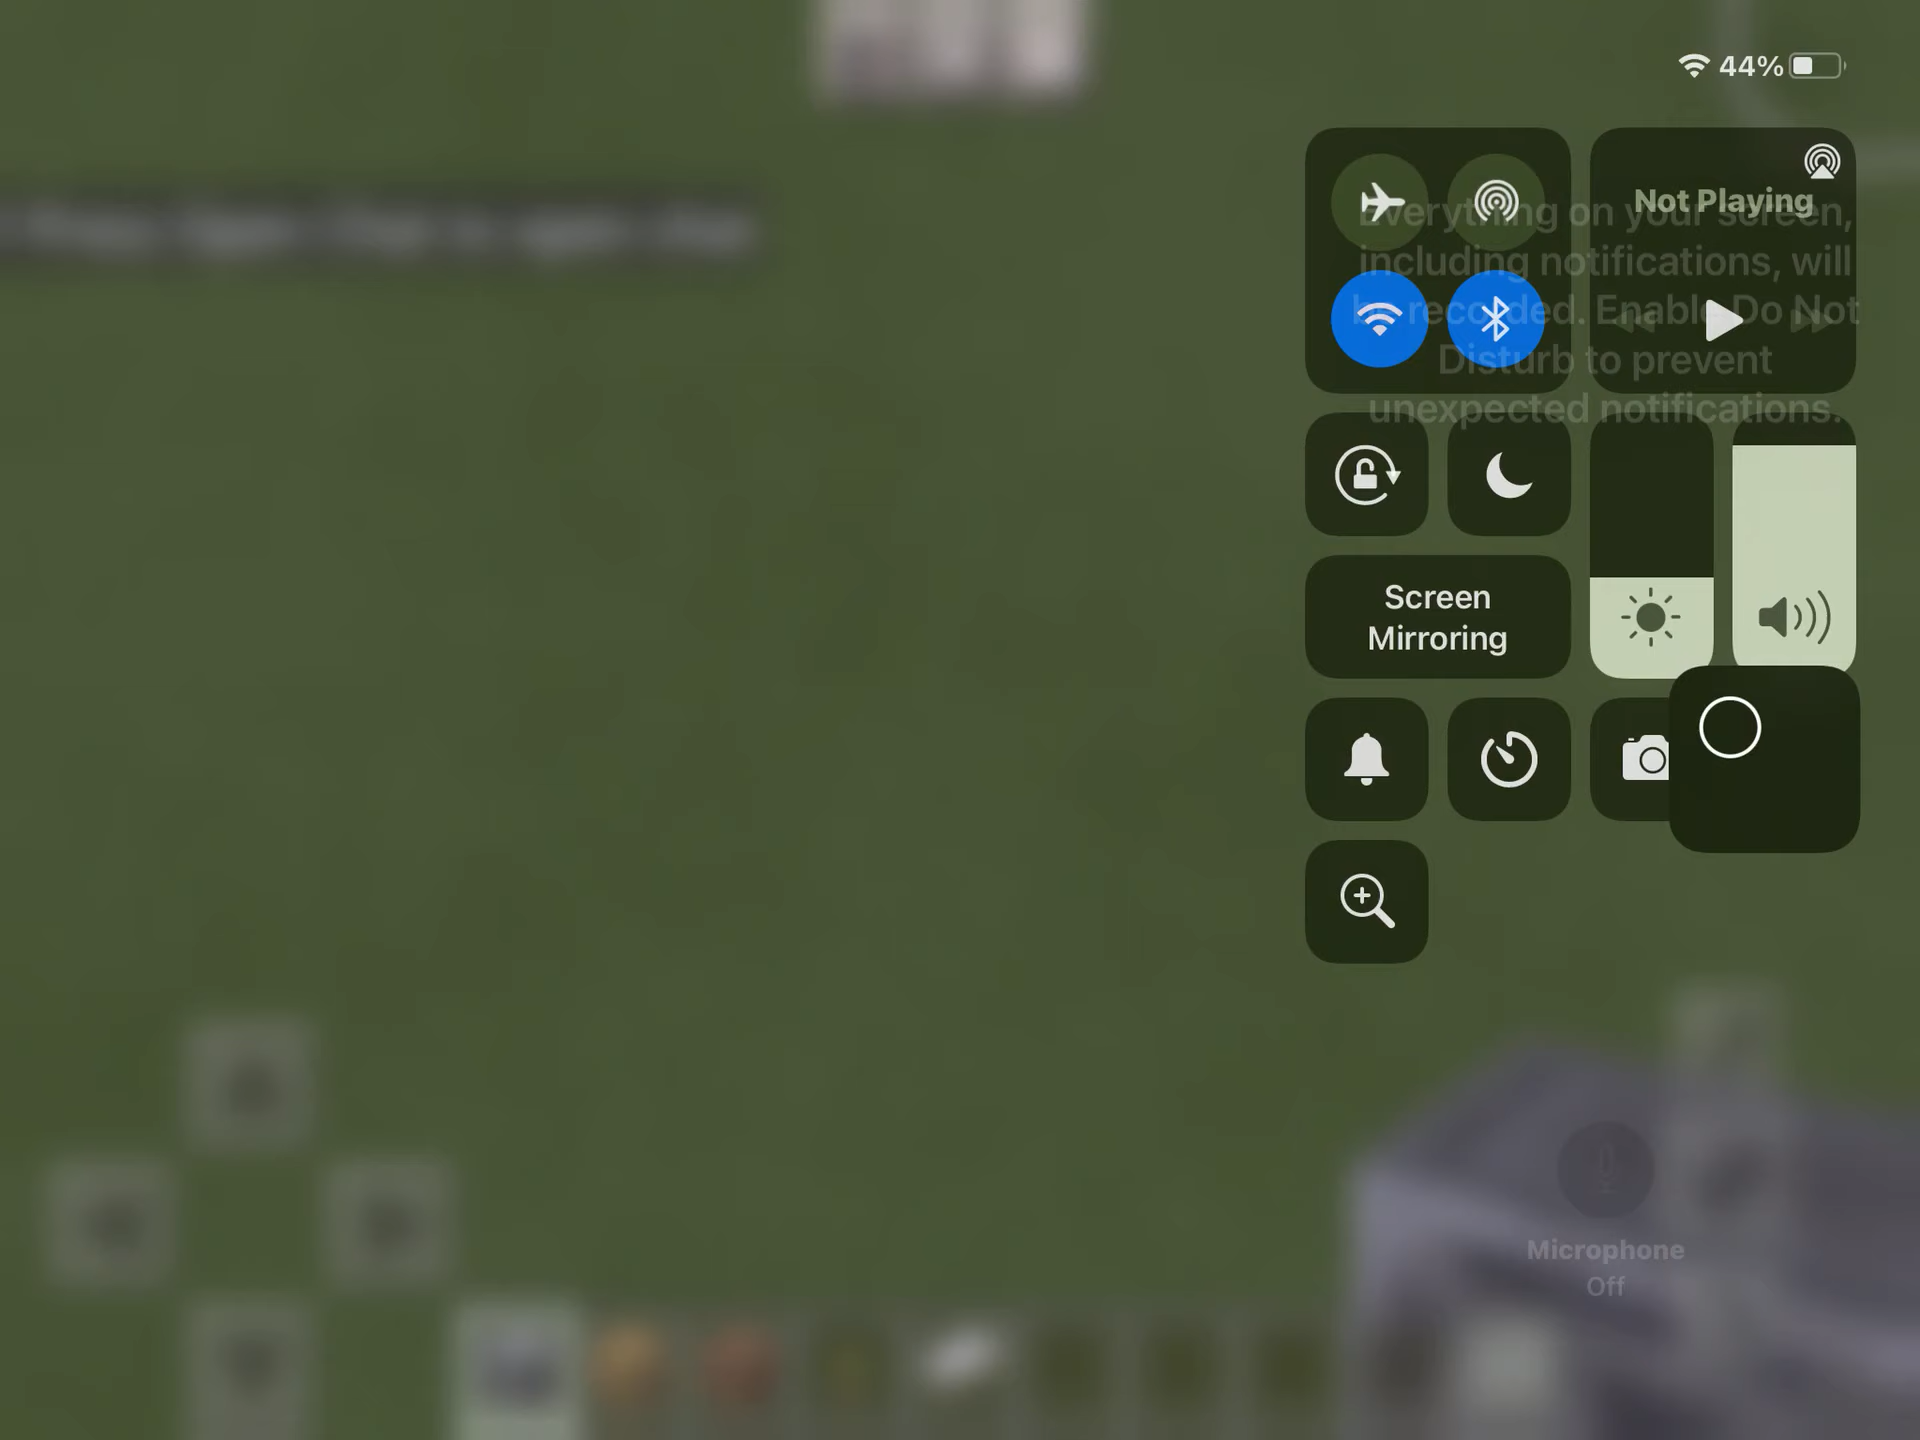 44%
Not Playing
everything on your screen,
including notifications, will
be recorded. Enable Do Not
Disturb to prevent
unexpected notifications.
Screen
Mirroring
Microphone
Off